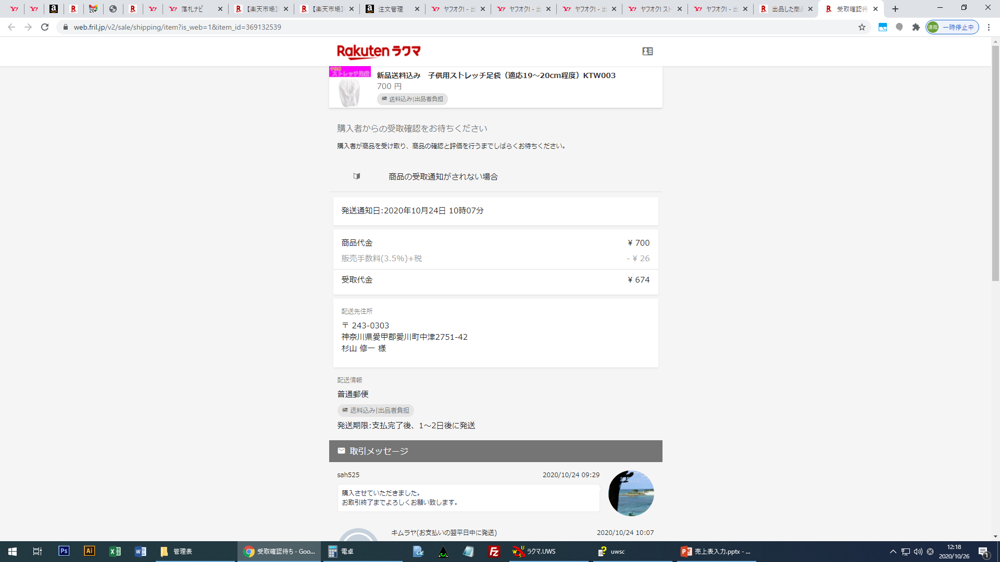 落札ナビ
【楽天市場】
【楽天市場】
注文管理
ヤフオク! - 出
ヤフオク! - 出
ヤフオク! - 出
ヤフオク! スト
ヤフオク! - 出
出品した商品
受取確認待
web.fril.jp/v2/sale/shipping/item?is_web=1&item_id=369132539
達哉 一時停止中
Rakuten ラクマ
子供用
ストレッチ足袋
新品送料込み 子供用ストレッチ足袋（適応19～20cm程度）KTW003
700 円
送料込み|出品者負担
購入者からの受取確認をお待ちください
購入者が商品を受け取り、商品の確認と評価を行うまでしばらくお待ちください。
商品の受取通知がされない場合
発送通知日:2020年10月24日 10時07分
商品代金 ¥ 700
販売手数料(3.5%)+税 - ¥ 26
受取代金 ¥ 674
配送先住所
〒 243-0303
神奈川県愛甲郡愛川町中津2751-42
杉山 修一 様
配送情報
普通郵便
送料込み|出品者負担
発送期限:支払完了後、1～2日後に発送
取引メッセージ
sah525 2020/10/24 09:29
購入させていただきました。
お取引終了までよろしくお願い致します。
キムラヤ(お支払いの翌平日中に発送) 2020/10/24 10:07
管理表
受取確認待ち - Goo...
電卓
ラクマ.UWS
uwsc
売上表入力.pptx - ...
12:18
2020/10/26
1